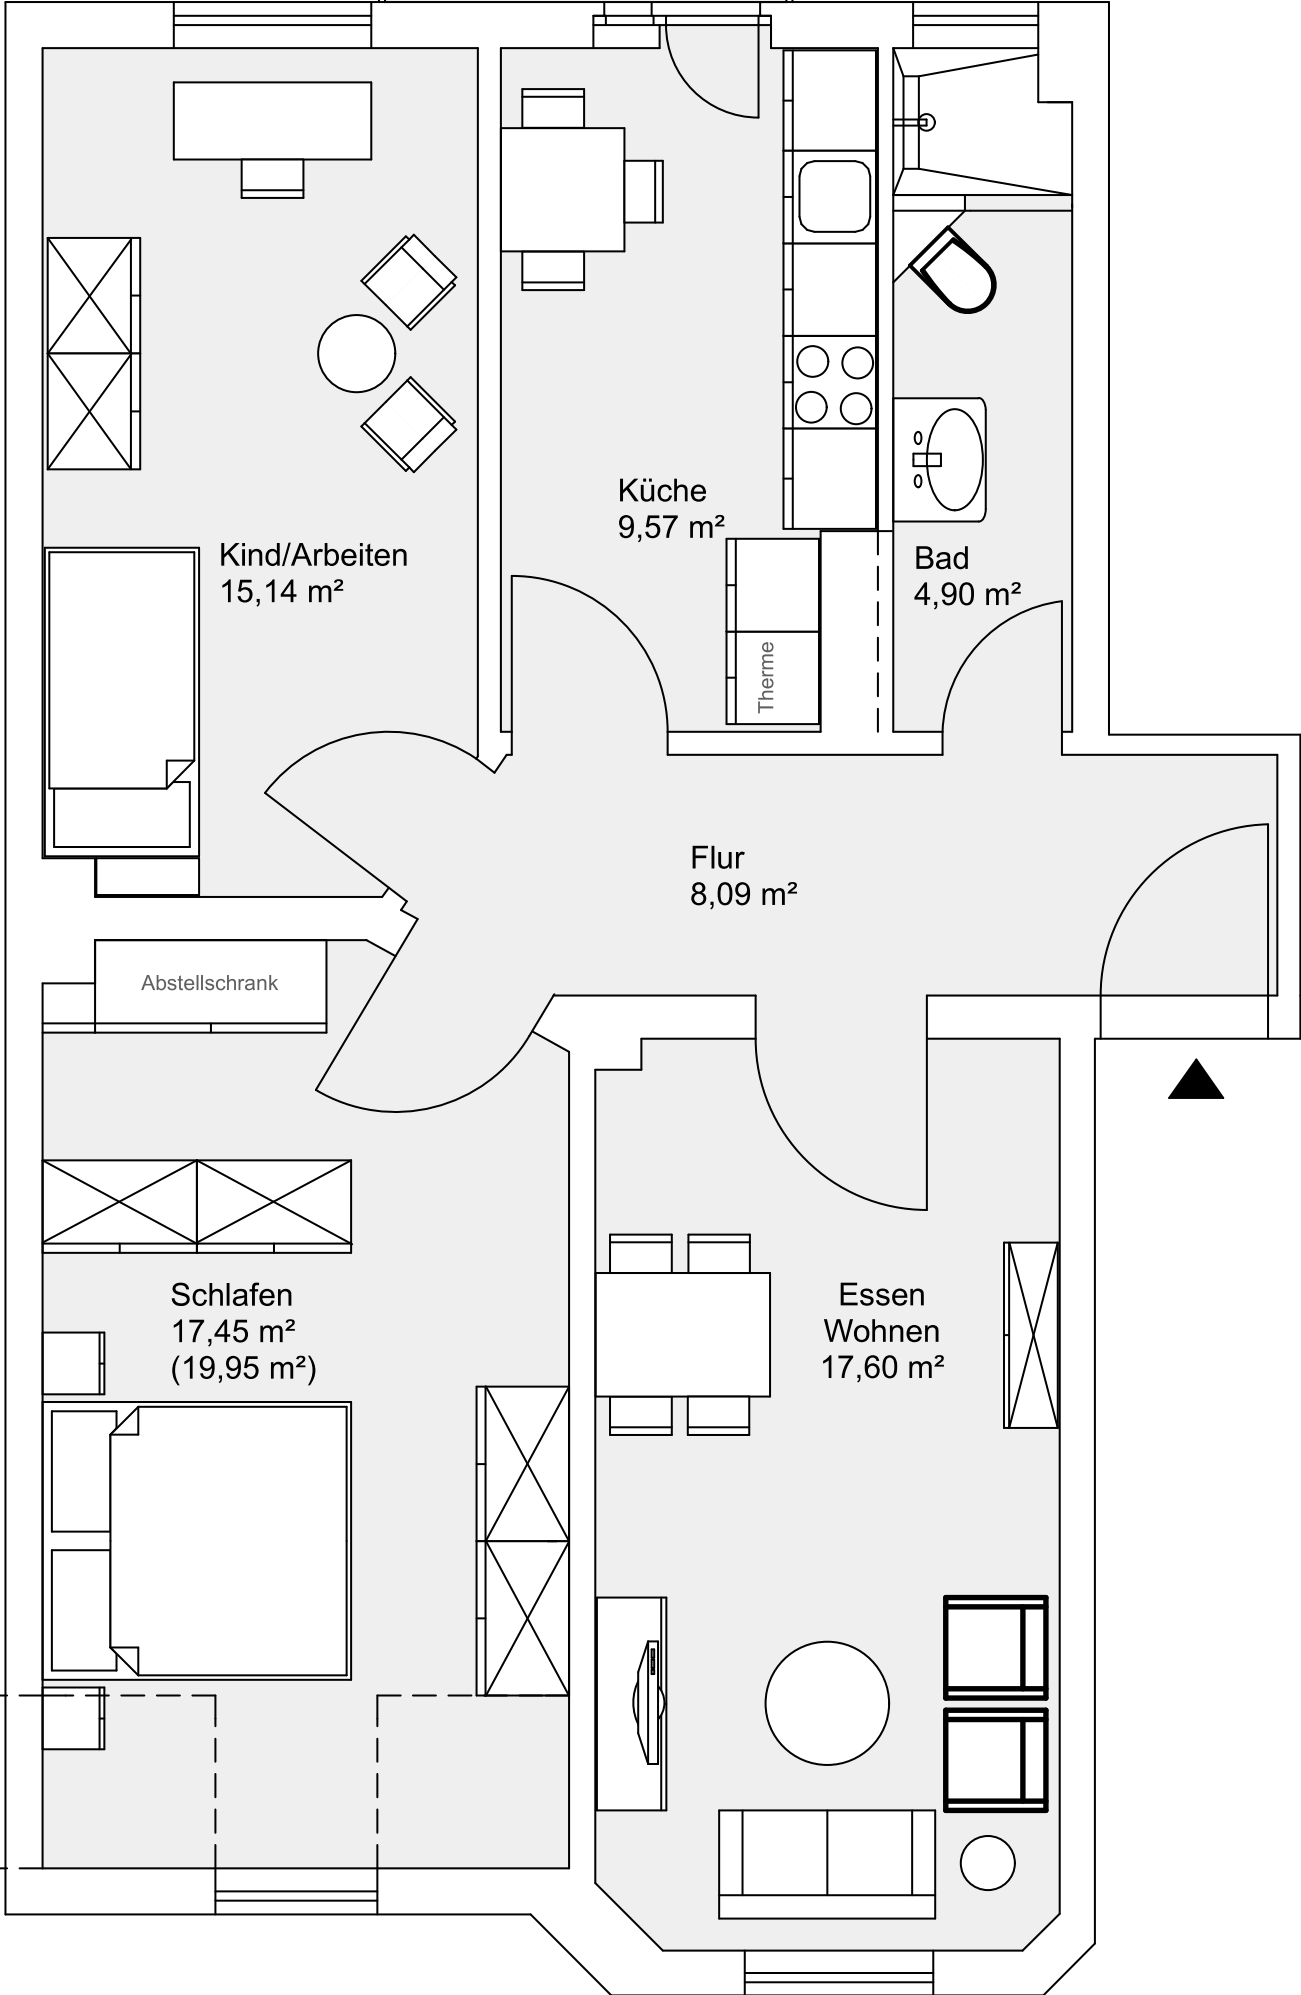 Küche
9,57 m²
Kind/Arbeiten
15,14 m²
Bad
4,90 m²
Therme
Flur
8,09 m²
Abstellschrank
Schlafen
17,45 m²
(19,95 m²)
Essen
Wohnen
17,60 m²